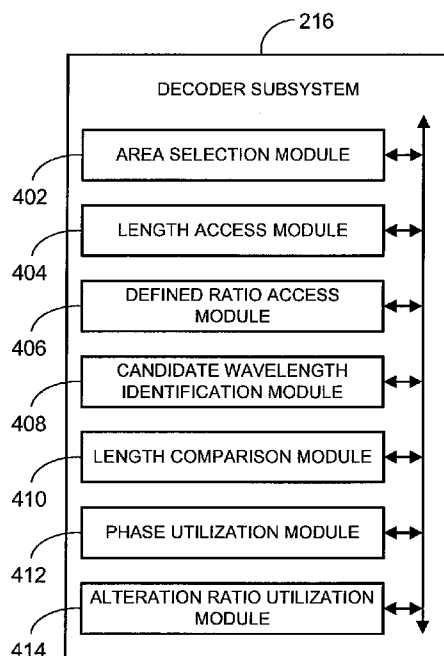 216
DECODER SUBSYSTEM
AREA SELECTION MODULE
402
LENGTH ACCESS MODULE
404
DEFINED RATIO ACCESS
MODULE
406
CANDIDATE WAVELENGTH
IDENTIFICATION MODULE
408
LENGTH COMPARISON MODULE
410
PHASE UTILIZATION MODULE
412
ALTERATION RATIO UTILIZATION
MODULE
414